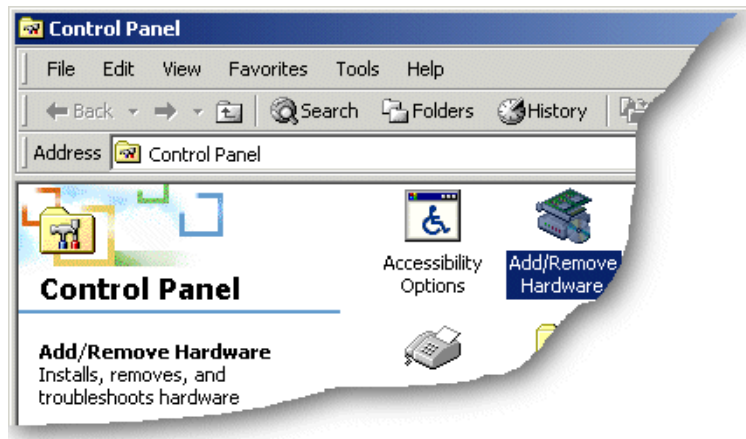 Control Panel
File Edit View Favorites Tools Help
Back Search Folders History
Address Control Panel
Accessibility Options
Add/Remove Hardware
Control Panel
Add/Remove Hardware
Installs, removes, and
troubleshoots hardware